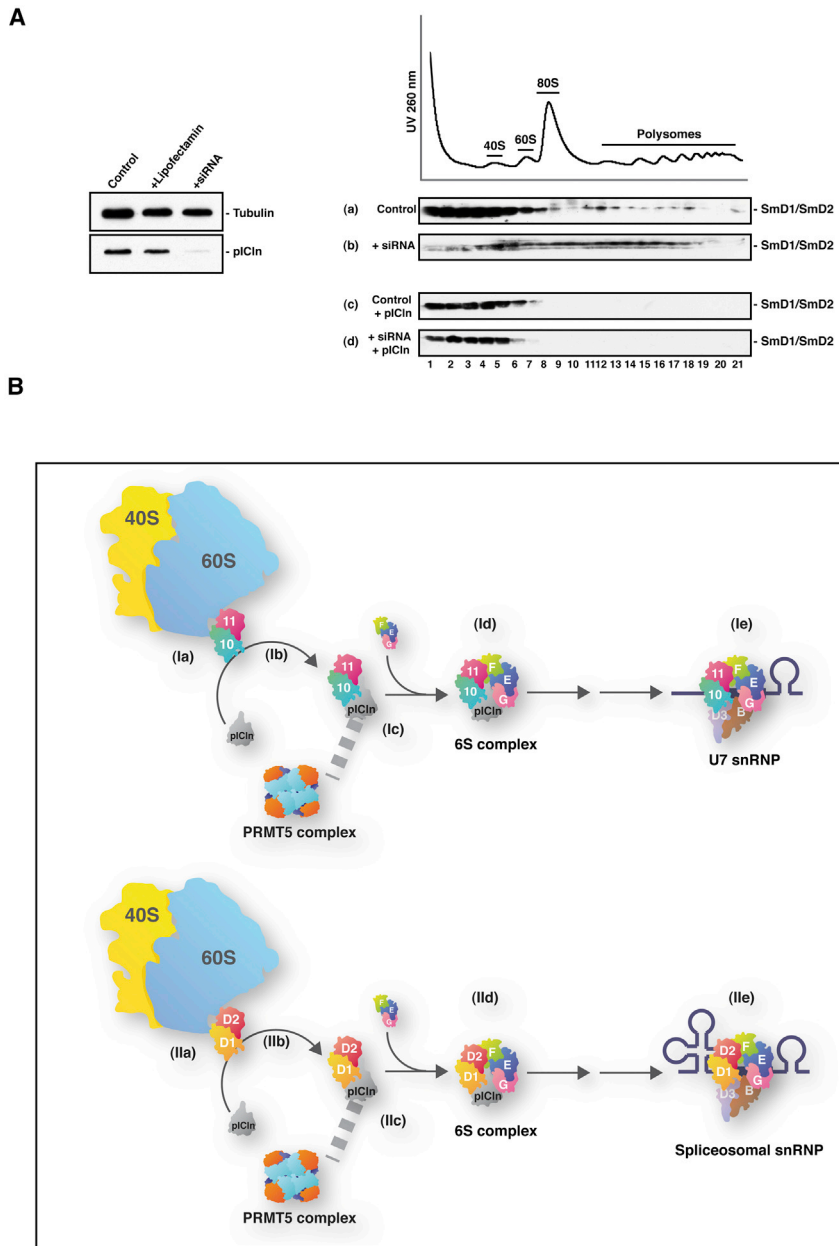 A
Control
+Lipofectamin
+siRNA
- Tubulin
- pICln
UV 260 nm
40S
60S
80S
Polysomes
(a) Control - SmD1/SmD2
(b) + siRNA - SmD1/SmD2
(c) Control + pICln - SmD1/SmD2
(d) + siRNA + pICln - SmD1/SmD2
1 2 3 4 5 6 7 8 9 10 11 12 13 14 15 16 17 18 19 20 21
B
40S
60S
11
10
(Ia)
(Ib)
pICln
11
10
pICln
(Ic)
PRMT5 complex
F
E
G
(Id)
11
F
10
E
G
pICln
6S complex
(Ie)
11
F
10
E
G
D3
B
U7 snRNP
40S
60S
D2
D1
(IIa)
(IIb)
pICln
D2
D1
pICln
(IIc)
PRMT5 complex
F
E
G
(IId)
D2
F
D1
E
G
pICln
6S complex
(IIe)
D2
F
D1
E
G
D3
B
Spliceosomal snRNP